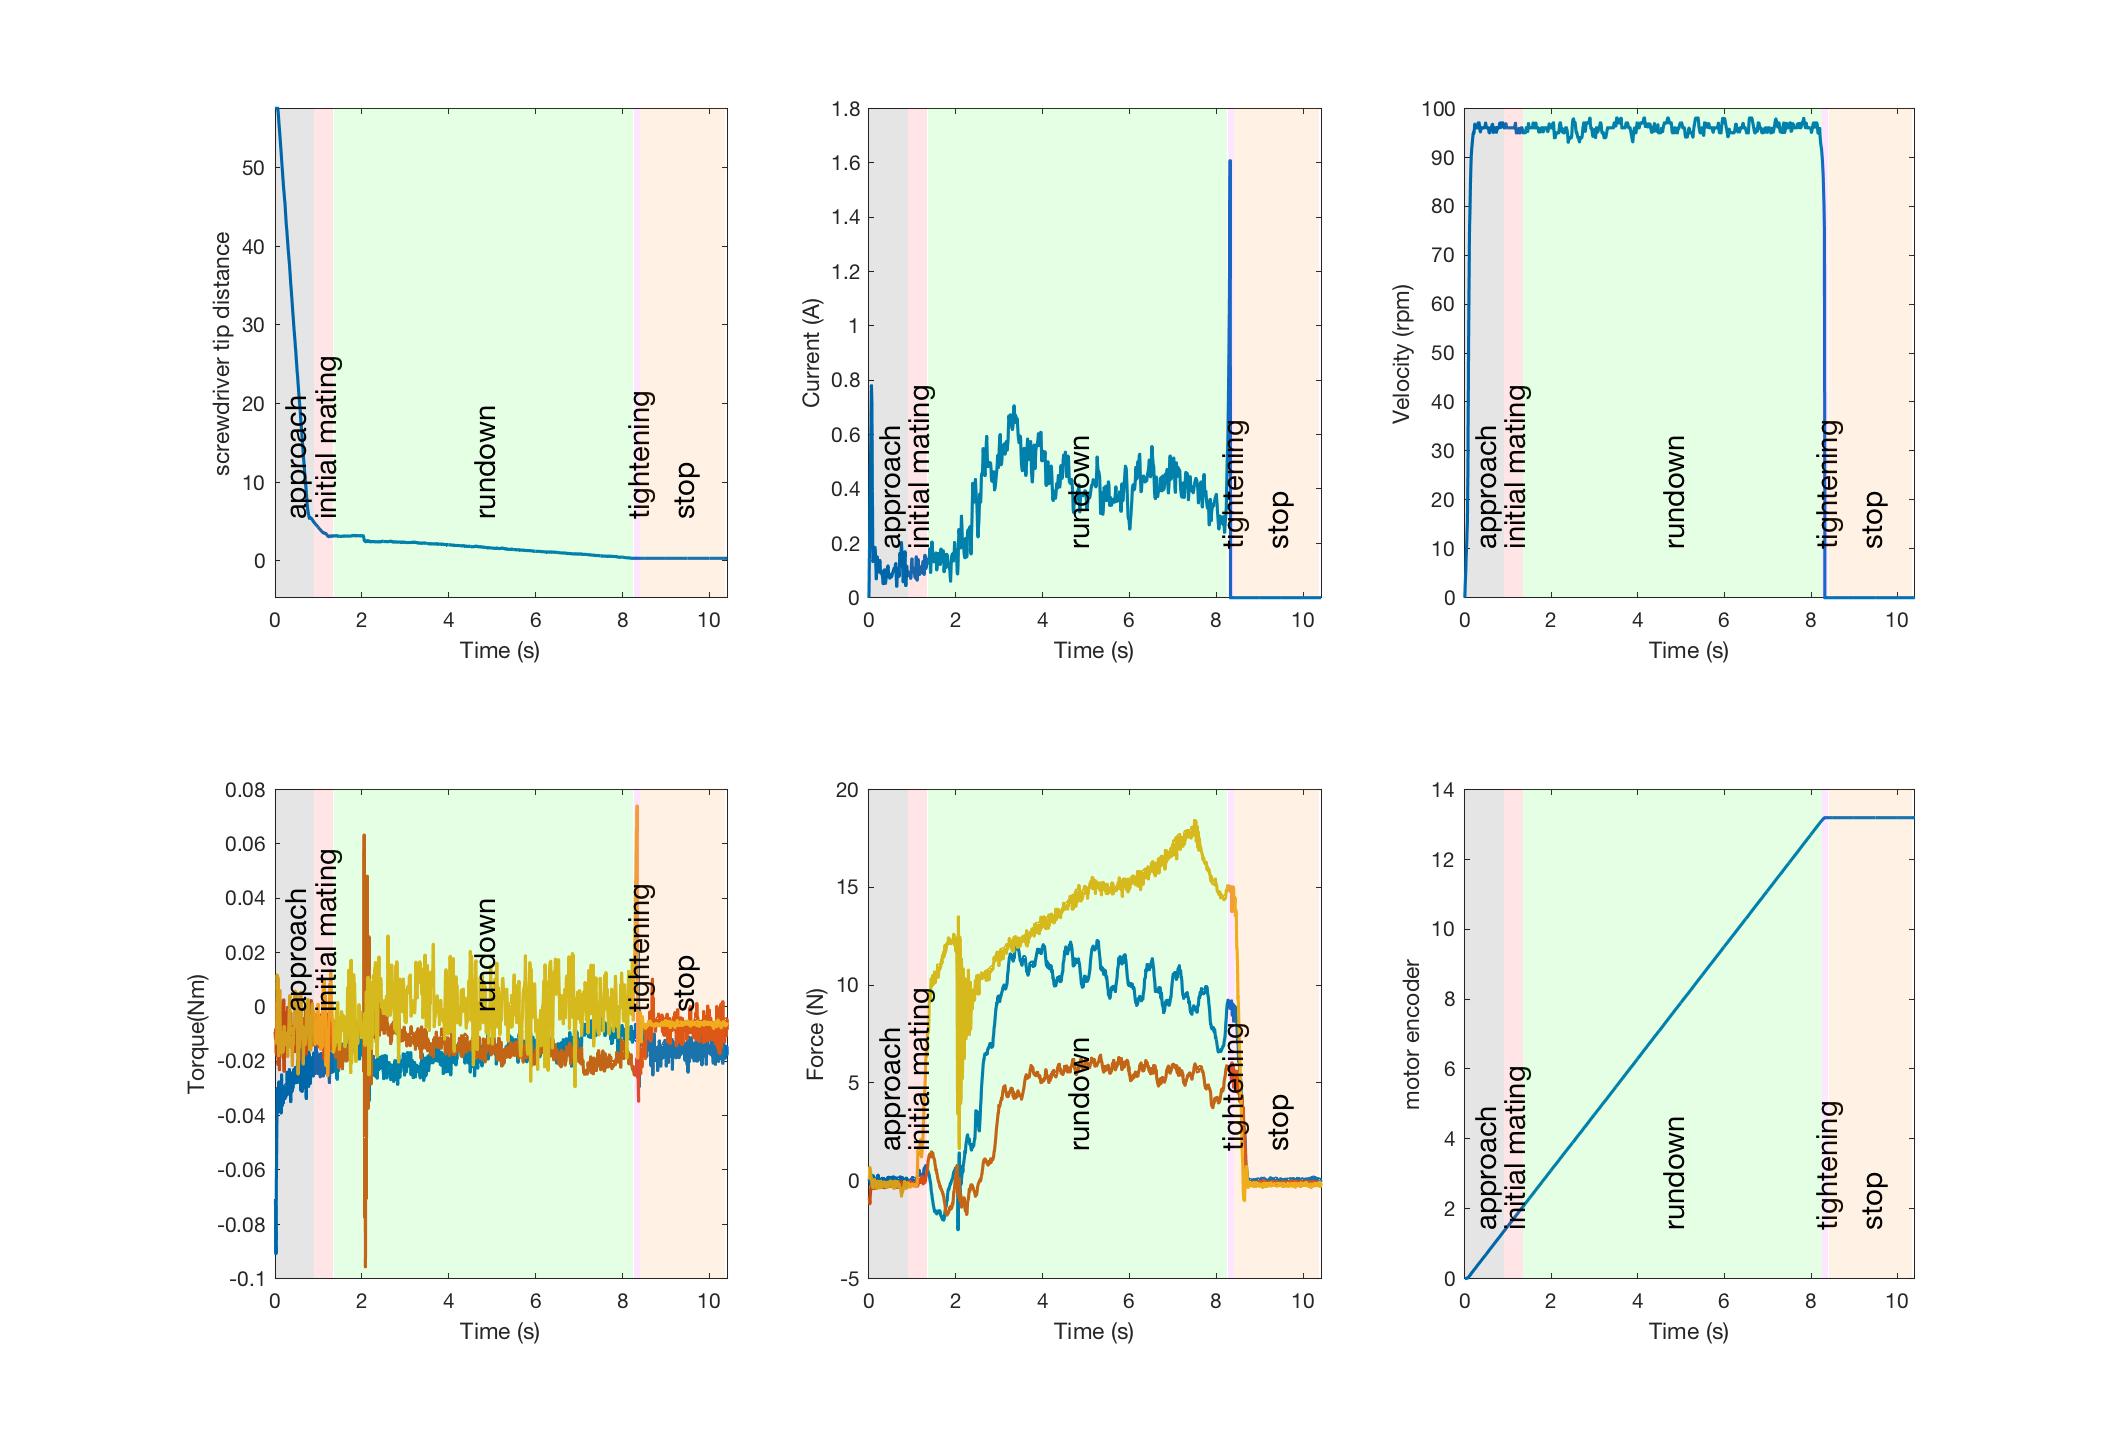 50
40
30
20
10
0
screwdriver tip distance
approach
initial mating
rundown
tightening
stop
0 2 4 6 8 10
Time (s)
1.8
1.6
1.4
1.2
1
0.8
0.6
0.4
0.2
0
Current (A)
approach
initial mating
rundown
tightening
stop
0 2 4 6 8 10
Time (s)
100
90
80
70
60
50
40
30
20
10
0
Velocity (rpm)
approach
initial mating
rundown
tightening
stop
0 2 4 6 8 10
Time (s)
0.08
0.06
0.04
0.02
0
-0.02
-0.04
-0.06
-0.08
-0.1
Torque(Nm)
approach
initial mating
rundown
tightening
stop
0 2 4 6 8 10
Time (s)
20
15
10
5
0
-5
Force (N)
approach
initial mating
rundown
tightening
stop
0 2 4 6 8 10
Time (s)
14
12
10
8
6
4
2
0
motor encoder
approach
initial mating
rundown
tightening
stop
0 2 4 6 8 10
Time (s)